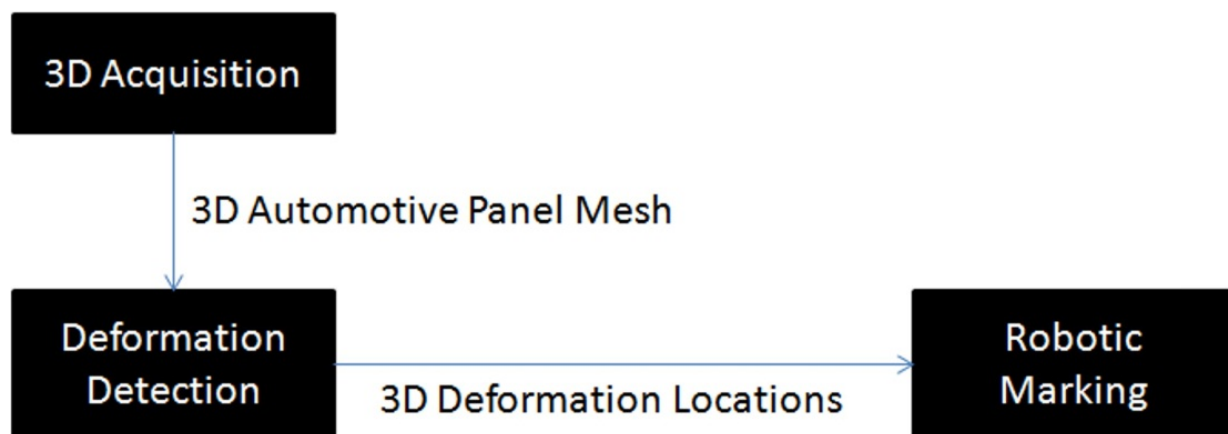 3D Acquisition
3D Automotive Panel Mesh
Deformation
Detection
3D Deformation Locations
Robotic
Marking